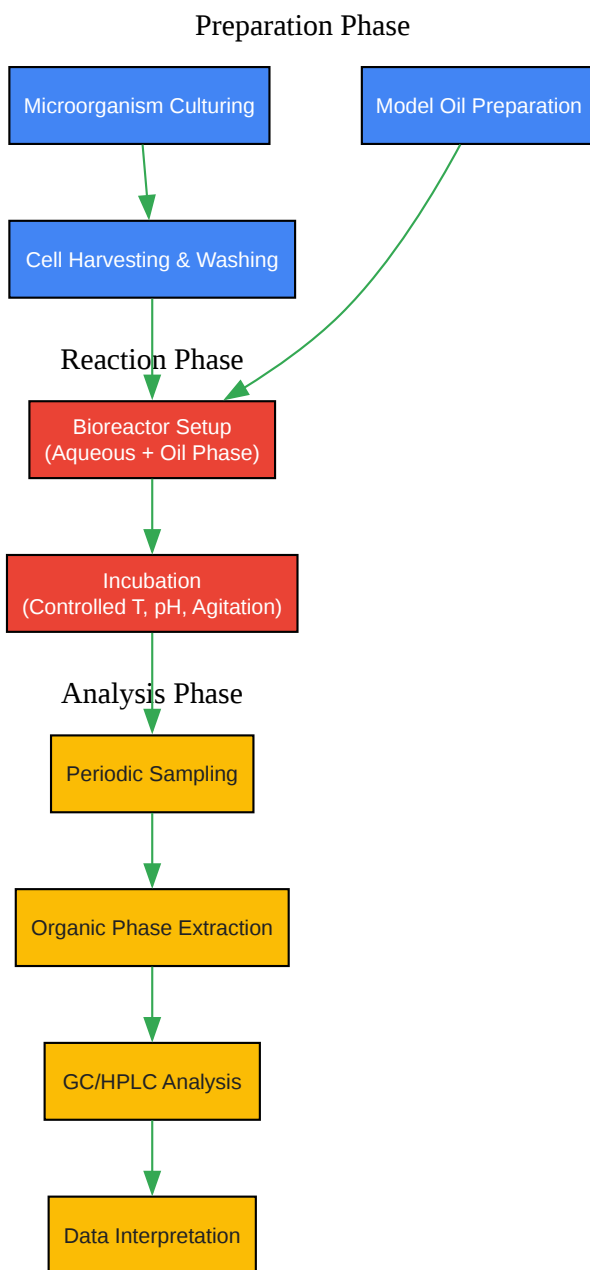 Preparation Phase
Microorganism Culturing
Model Oil Preparation
Cell Harvesting & Washing
Reaction Phase
Bioreactor Setup
(Aqueous + Oil Phase)
Incubation
(Controlled T, pH, Agitation)
Analysis Phase
Periodic Sampling
Organic Phase Extraction
GC/HPLC Analysis
Data Interpretation